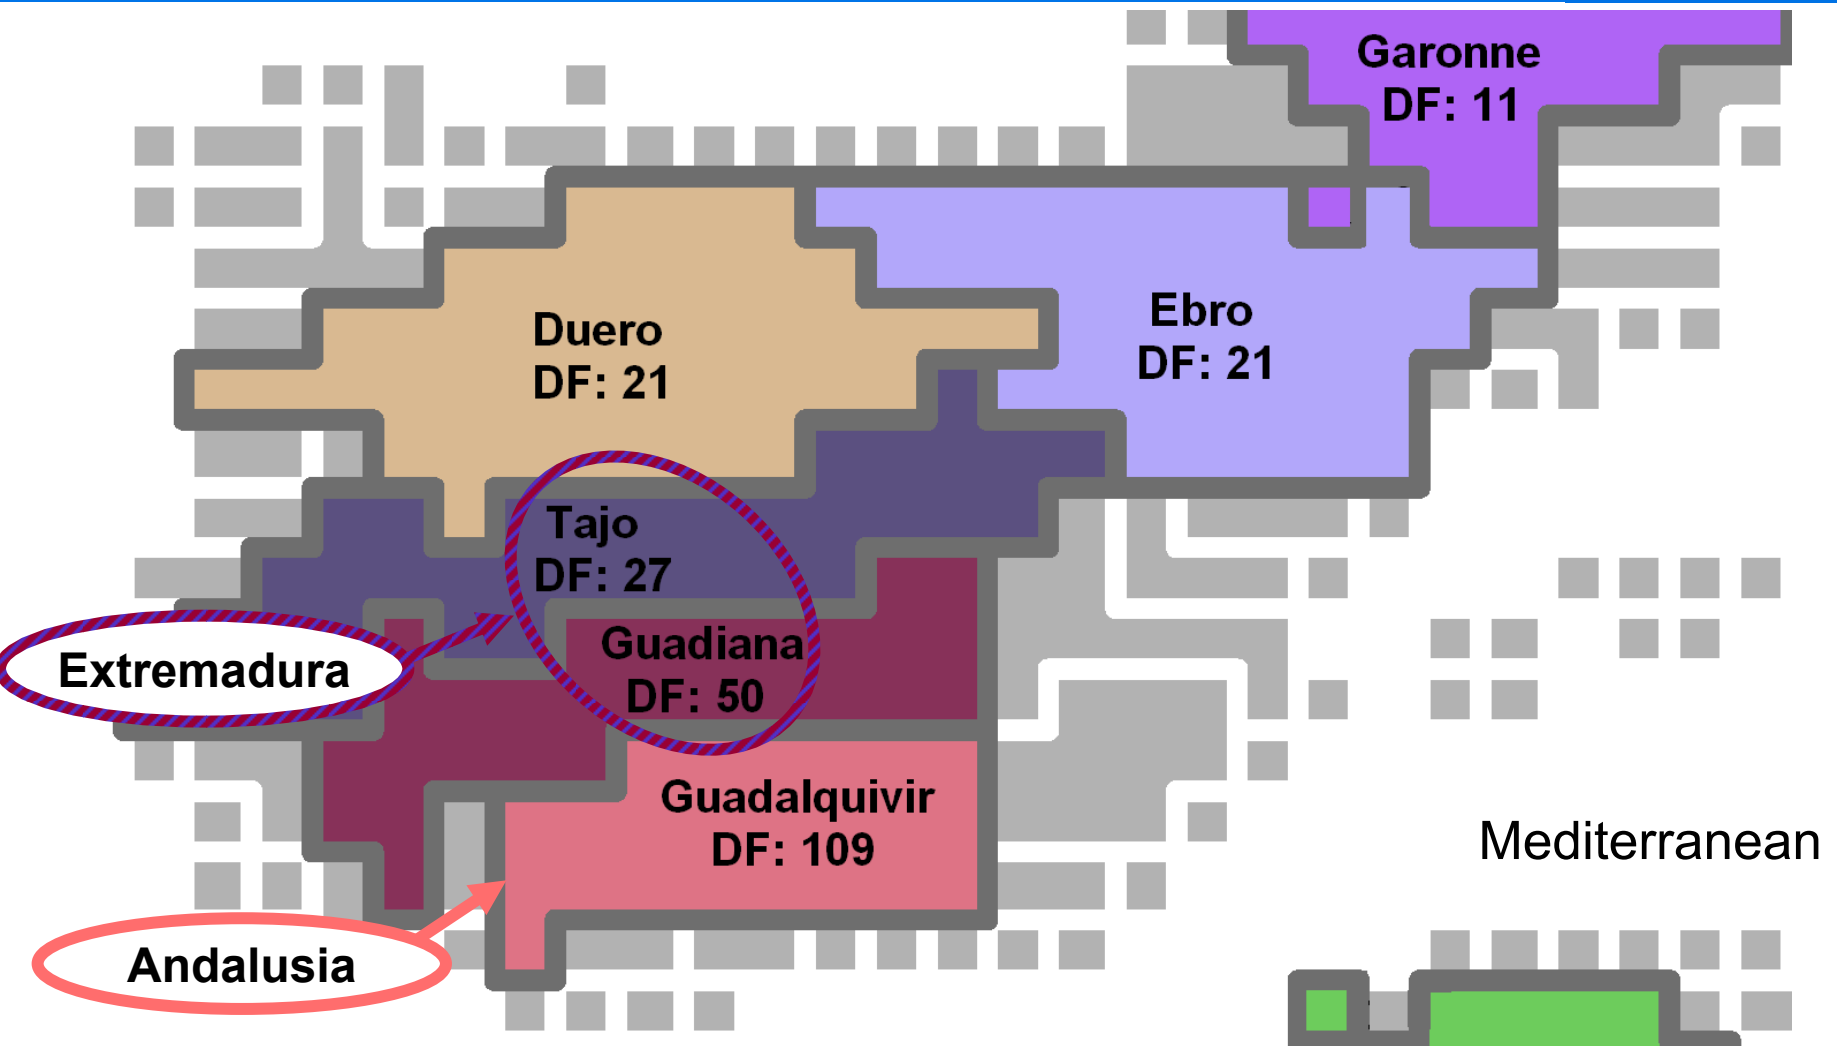 Garonne
DF: 11
Duero
DF: 21
Ebro
DF: 21
Tajo
DF: 27
Extremadura
Guadiana
DF: 50
Guadalquivir
DF: 109
Mediterranean
Andalusia